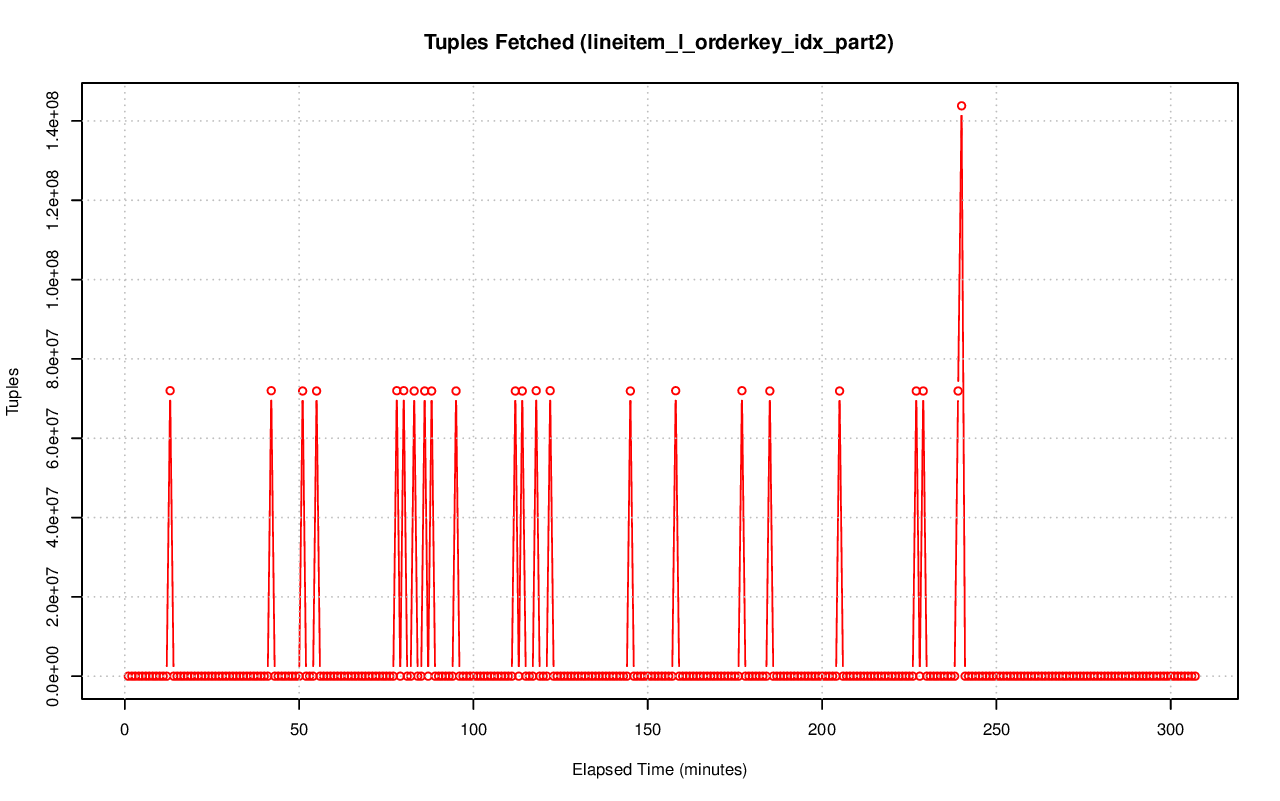 Tuples Fetched (lineitem_l_orderkey_idx_part2)
1.4e+08
1.2e+08
1.0e+08
8.0e+07
6.0e+07
4.0e+07
2.0e+07
0.0e+00
Tuples
0 50 100 150 200 250 300
Elapsed Time (minutes)